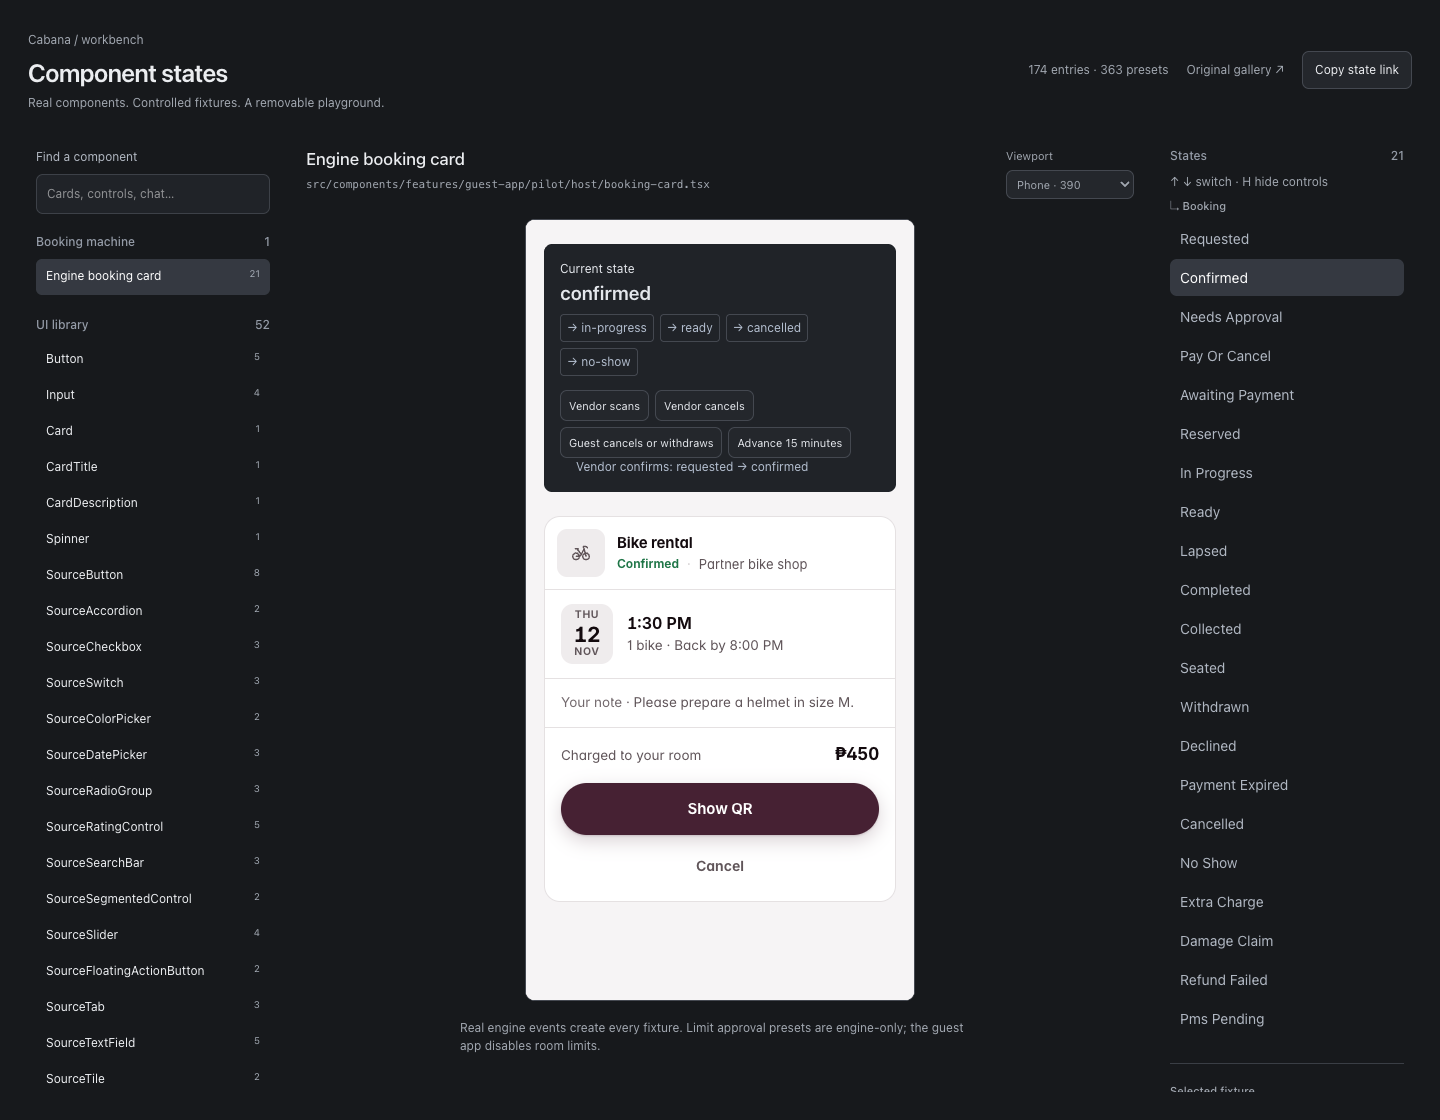 Cabana / workbench
Component states
Real components. Controlled fixtures. A removable playground.
174 entries · 363 presets
Original gallery ↗
Copy state link
Find a component
Cards, controls, chat...
Booking machine 1
Engine booking card 21
UI library 52
Button 5
Input 4
Card 1
CardTitle 1
CardDescription 1
Spinner 1
SourceButton 8
SourceAccordion 2
SourceCheckbox 3
SourceSwitch 3
SourceColorPicker 2
SourceDatePicker 3
SourceRadioGroup 3
SourceRatingControl 5
SourceSearchBar 3
SourceSegmentedControl 2
SourceSlider 4
SourceFloatingActionButton 2
SourceTab 3
SourceTextField 5
SourceTile 2
Engine booking card
src/components/features/guest-app/pilot/host/booking-card.tsx
Viewport
Phone · 390
Current state
confirmed
→ in-progress → ready → cancelled
→ no-show
Vendor scans Vendor cancels
Guest cancels or withdraws Advance 15 minutes
Vendor confirms: requested → confirmed
Bike rental
Confirmed · Partner bike shop
THU
12
NOV
1:30 PM
1 bike · Back by 8:00 PM
Your note · Please prepare a helmet in size M.
Charged to your room ₱450
Show QR
Cancel
Real engine events create every fixture. Limit approval presets are engine-only; the guest
app disables room limits.
States 21
↑ ↓ switch · H hide controls
Booking
Requested
Confirmed
Needs Approval
Pay Or Cancel
Awaiting Payment
Reserved
In Progress
Ready
Lapsed
Completed
Collected
Seated
Withdrawn
Declined
Payment Expired
Cancelled
No Show
Extra Charge
Damage Claim
Refund Failed
Pms Pending
Selected fixture